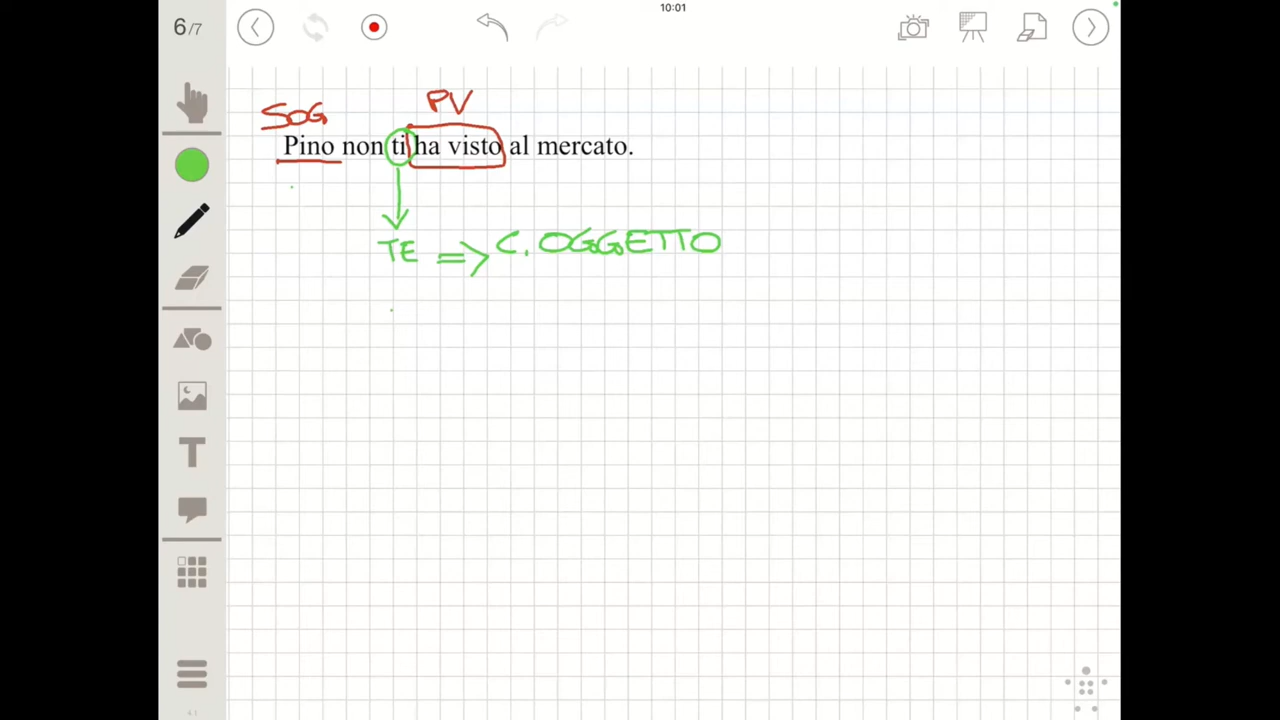 10:01
6/7
SOG PV
Pino non ti ha visto al mercato.
TE => C. OGGETTO
T